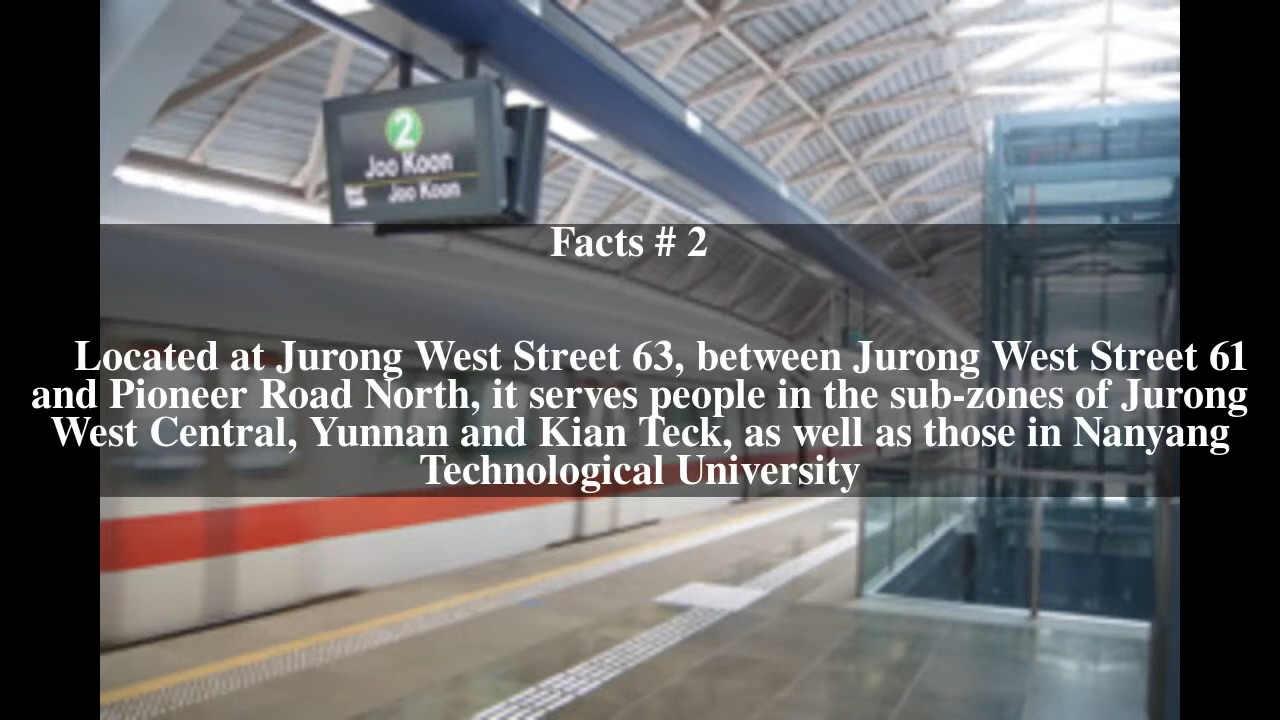 2
Joo Koon
Joo Koon
Facts # 2
Located at Jurong West Street 63, between Jurong West Street 61
and Pioneer Road North, it serves people in the sub-zones of Jurong
West Central, Yunnan and Kian Teck, as well as those in Nanyang
Technological University